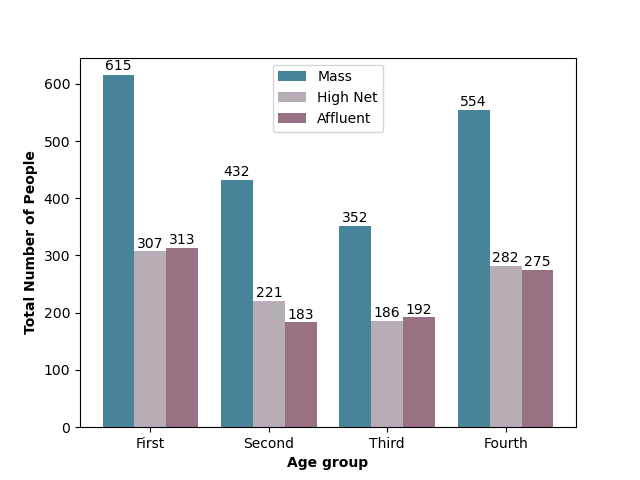 615
432
352
554
307
313
221
183
186
192
282
275
Mass
High Net
Affluent
600
500
400
300
200
100
0
Total Number of People
First
Second
Third
Fourth
Age group